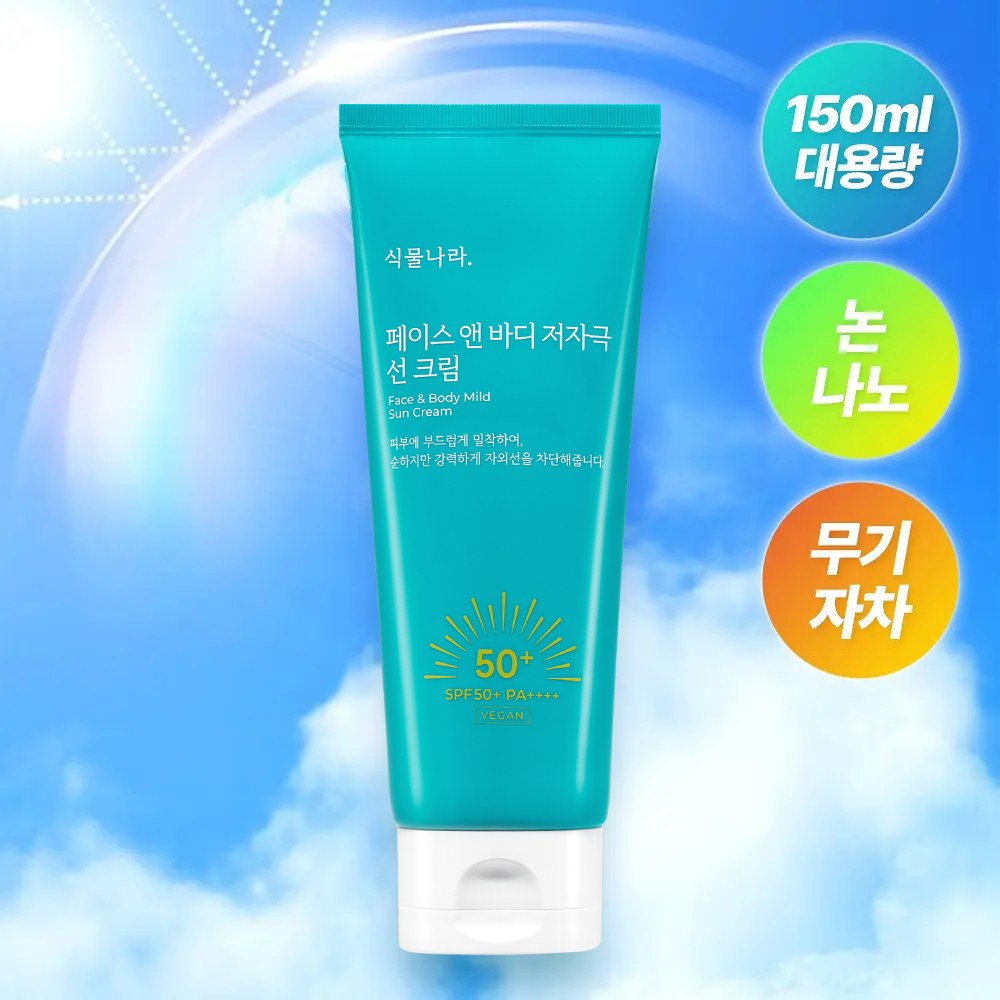 150ml
대용량
식물나라.
논
나노
페이스 앤 바디 저자극
선 크림
Face & Body Mild
Sun Cream
피부에 부드럽게 밀착하여,
순하지만 강력하게 자외선을 차단해줍니다.
무기
자차
50+
SPF50+ PA++++
VEGAN